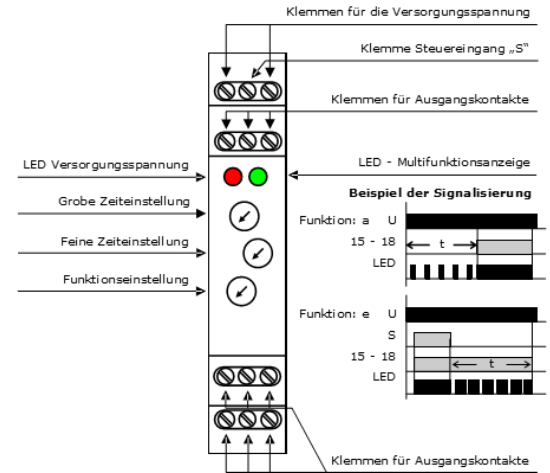 Klemmen für die Versorgungsspannung
Klemme Steuereingang „S“
Klemmen für Ausgangskontakte
LED Versorgungsspannung
LED - Multifunktionsanzeige
Beispiel der Signalisierung
Grobe Zeiteinstellung
Funktion: a U
15 - 18
t
LED
Feine Zeiteinstellung
Funktionseinstellung
Funktion: e U
S
15 - 18
t
LED
Klemmen für Ausgangskontakte